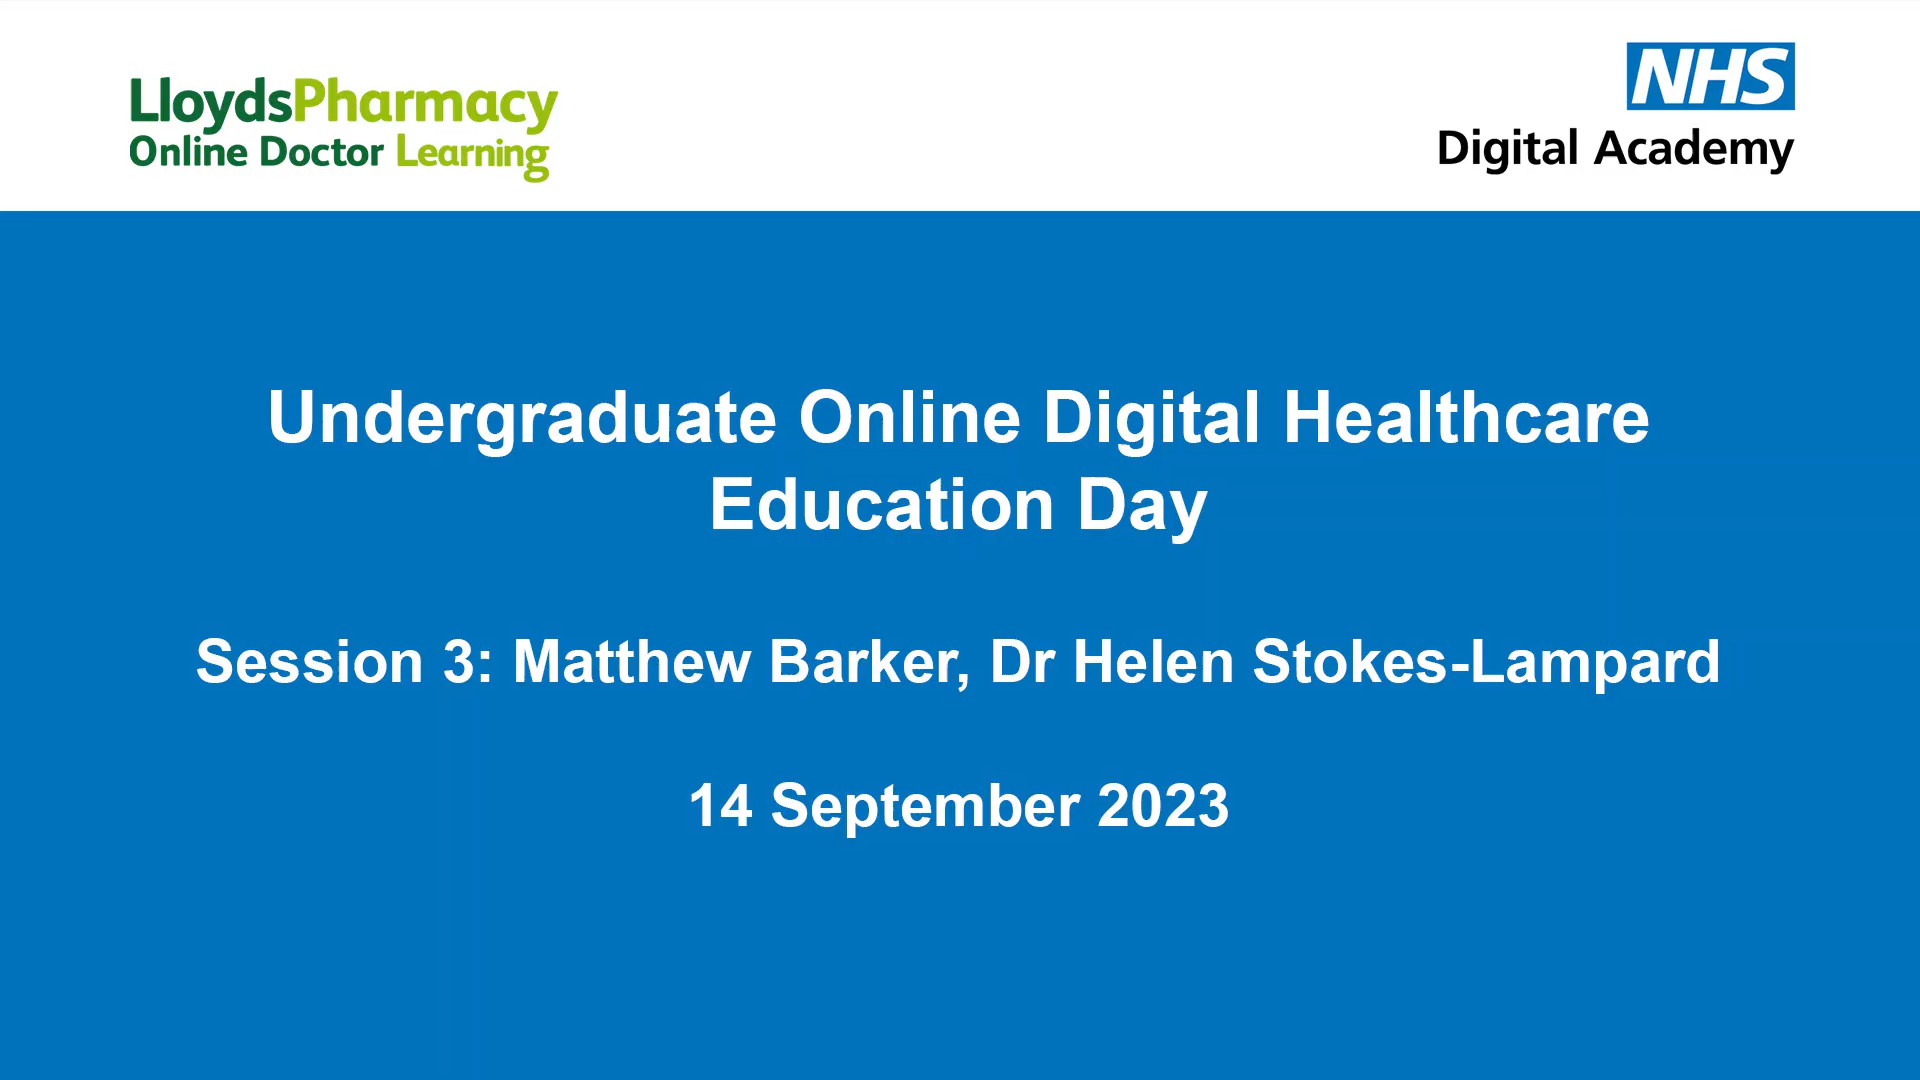 LloydsPharmacy
Online Doctor Learning
NHS
Digital Academy
Undergraduate Online Digital Healthcare
Education Day
Session 3: Matthew Barker, Dr Helen Stokes-Lampard
14 September 2023